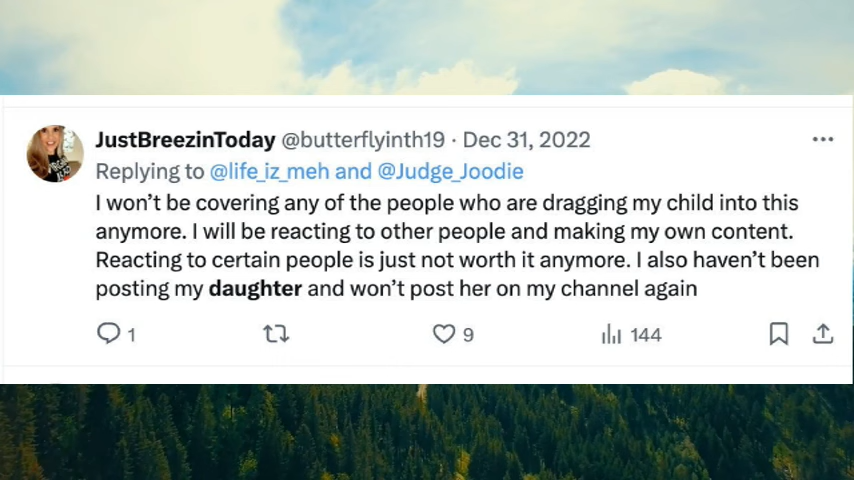 JustBreezinToday @butterflyinth19 · Dec 31, 2022
Replying to @life_iz_meh and @Judge_Joodie
I won't be covering any of the people who are dragging my child into this
anymore. I will be reacting to other people and making my own content.
Reacting to certain people is just not worth it anymore. I also haven't been
posting my daughter and won't post her on my channel again
1 9 144